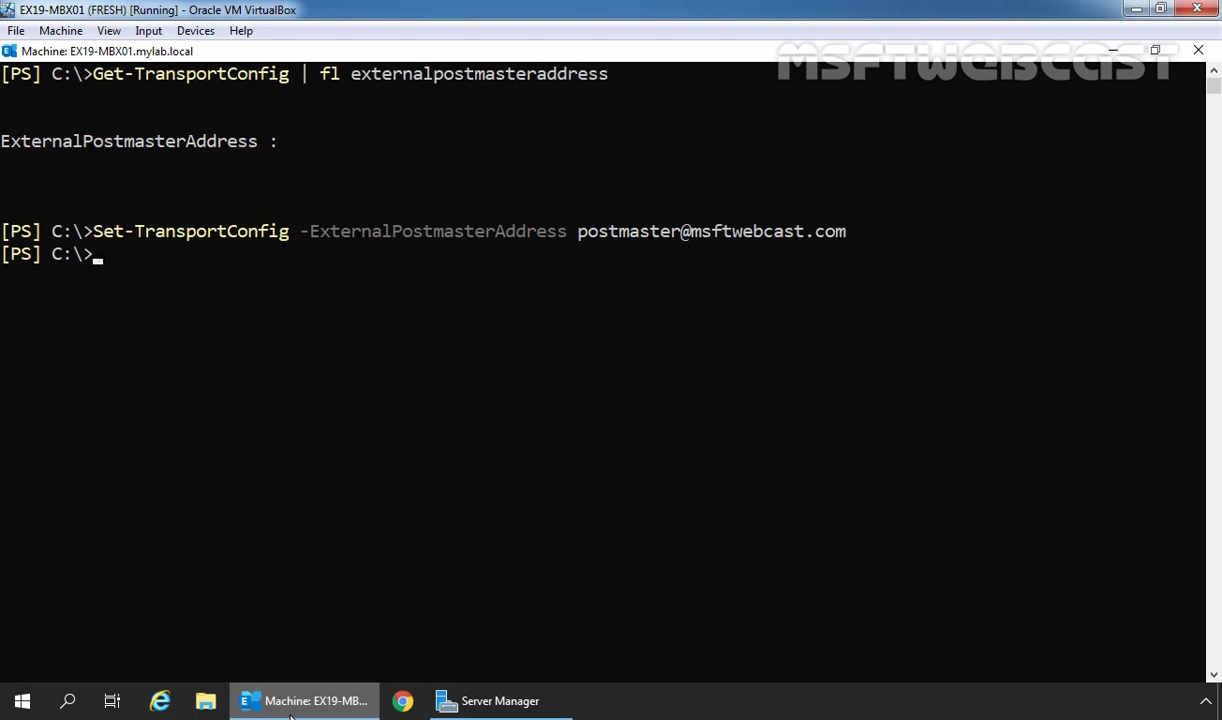 EX19-MBX01 (FRESH) [Running] - Oracle VM VirtualBox
File Machine View Input Devices Help
Machine: EX19-MBX01.mylab.local
MSFTWEBCAST
[PS] C:\>Get-TransportConfig | fl externalpostmasteraddress
ExternalPostmasterAddress :
[PS] C:\>Set-TransportConfig -ExternalPostmasterAddress postmaster@msftwebcast.com
[PS] C:\>
Machine: EX19-MB... Server Manager